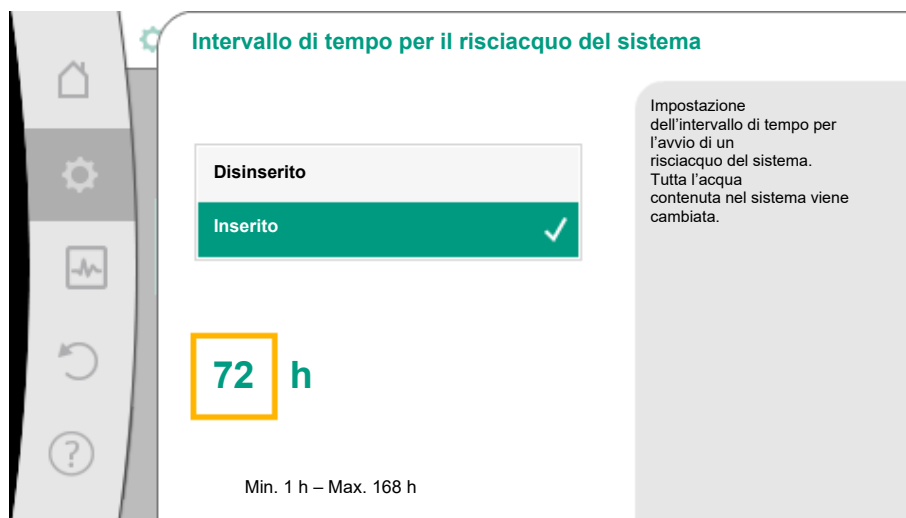 Intervallo di tempo per il risciacquo del sistema
Disinserito
Inserito
72 h
Min. 1 h – Max. 168 h
Impostazione
dell'intervallo di tempo per
l'avvio di un
risciacquo del sistema.
Tutta l'acqua
contenuta nel sistema viene
cambiata.